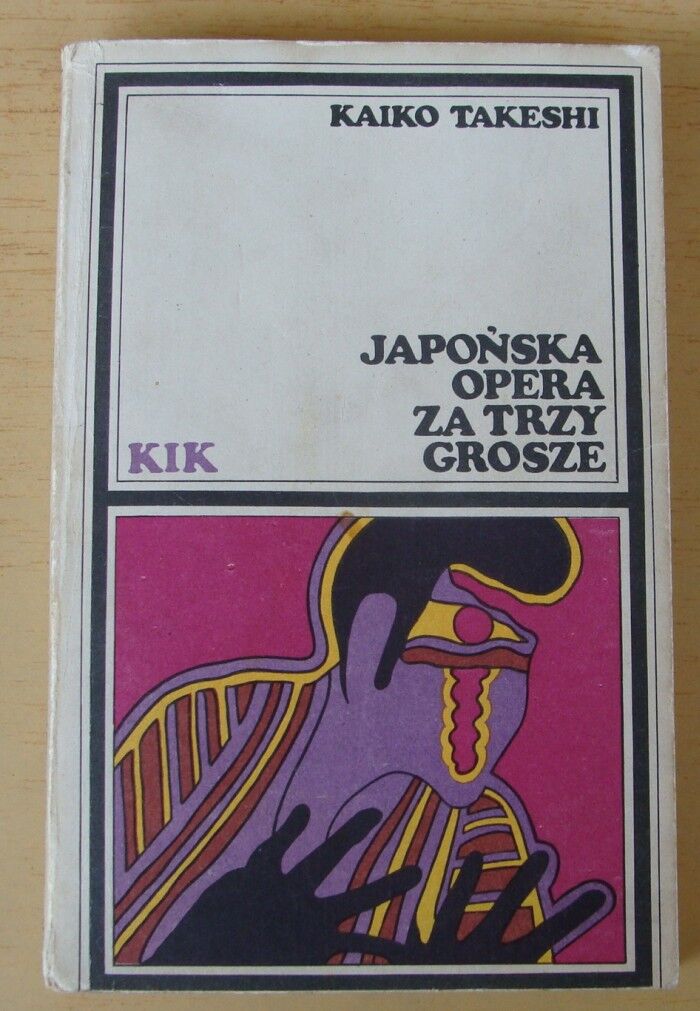 KAIKO TAKESHI
JAPOŃSKA
OPERA
ZA TRZY
GROSZE
KIK